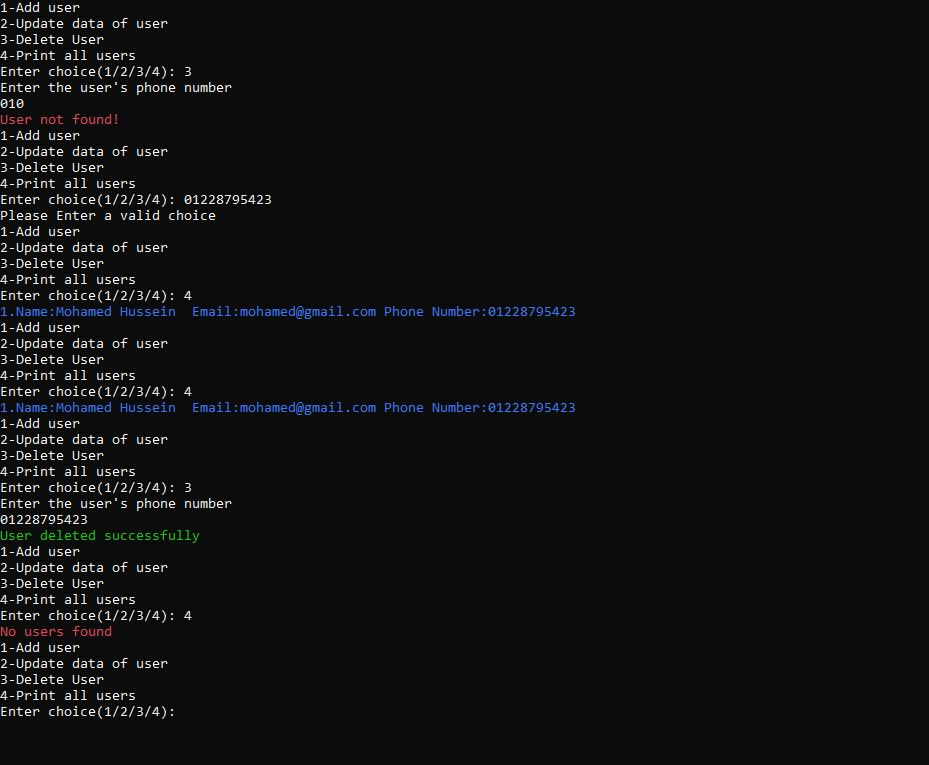 1-Add user
2-Update data of user
3-Delete User
4-Print all users
Enter choice(1/2/3/4): 3
Enter the user's phone number
010
User not found!
1-Add user
2-Update data of user
3-Delete User
4-Print all users
Enter choice(1/2/3/4): 01228795423
Please Enter a valid choice
1-Add user
2-Update data of user
3-Delete User
4-Print all users
Enter choice(1/2/3/4): 4
1.Name:Mohamed Hussein  Email:mohamed@gmail.com Phone Number:01228795423
1-Add user
2-Update data of user
3-Delete User
4-Print all users
Enter choice(1/2/3/4): 4
1.Name:Mohamed Hussein  Email:mohamed@gmail.com Phone Number:01228795423
1-Add user
2-Update data of user
3-Delete User
4-Print all users
Enter choice(1/2/3/4): 3
Enter the user's phone number
01228795423
User deleted successfully
1-Add user
2-Update data of user
3-Delete User
4-Print all users
Enter choice(1/2/3/4): 4
No users found
1-Add user
2-Update data of user
3-Delete User
4-Print all users
Enter choice(1/2/3/4):